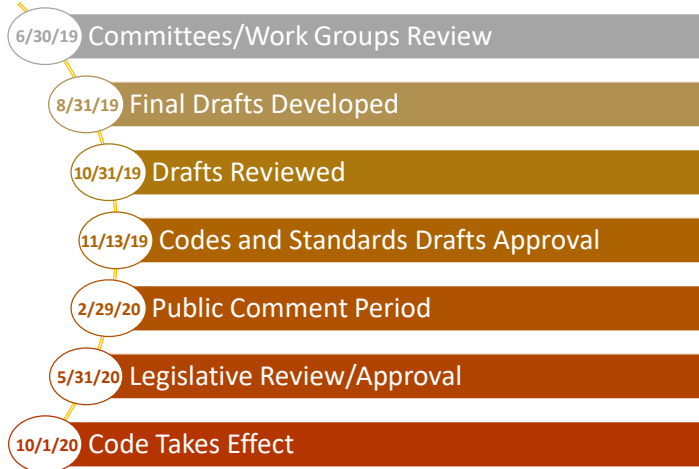 6/30/19 Committees/Work Groups Review
8/31/19 Final Drafts Developed
10/31/19 Drafts Reviewed
11/13/19 Codes and Standards Drafts Approval
2/29/20 Public Comment Period
5/31/20 Legislative Review/Approval
10/1/20 Code Takes Effect